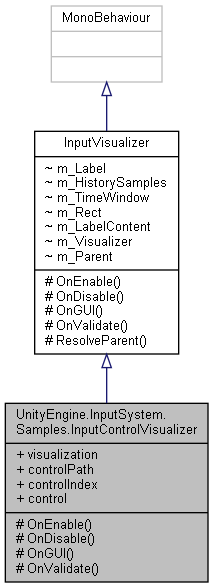 MonoBehaviour
InputVisualizer
~ m_Label
~ m_HistorySamples
~ m_TimeWindow
~ m_Rect
~ m_LabelContent
~ m_Visualizer
~ m_Parent
# OnEnable()
# OnDisable()
# OnGUI()
# OnValidate()
# ResolveParent()
UnityEngine.InputSystem.
Samples.InputControlVisualizer
+ visualization
+ controlPath
+ controlIndex
+ control
# OnEnable()
# OnDisable()
# OnGUI()
# OnValidate()